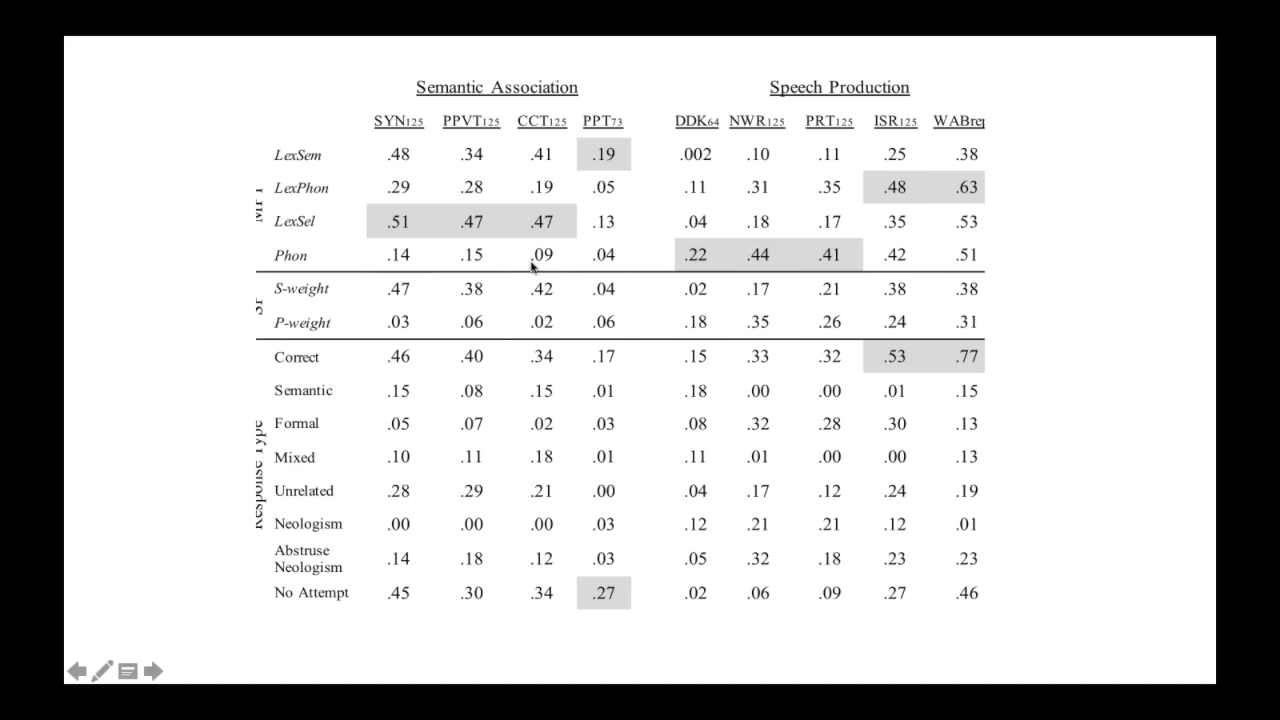 Semantic Association Speech Production
SYN125 PPVT125 CCT125 PPT73 DDK64 NWR125 PRT125 ISR125 WABrep
LexSem .48 .34 .41 .19 .002 .10 .11 .25 .38
LexPhon .29 .28 .19 .05 .11 .31 .35 .48 .63
LexSel .51 .47 .47 .13 .04 .18 .17 .35 .53
Phon .14 .15 .09 .04 .22 .44 .41 .42 .51
S-weight .47 .38 .42 .04 .02 .17 .21 .38 .38
P-weight .03 .06 .02 .06 .18 .35 .26 .24 .31
Correct .46 .40 .34 .17 .15 .33 .32 .53 .77
Semantic .15 .08 .15 .01 .18 .00 .00 .01 .15
Formal .05 .07 .02 .03 .08 .32 .28 .30 .13
Mixed .10 .11 .18 .01 .11 .01 .00 .00 .13
Unrelated .28 .29 .21 .00 .04 .17 .12 .24 .19
Neologism .00 .00 .00 .03 .12 .21 .21 .12 .01
Abstruse
Neologism .14 .18 .12 .03 .05 .32 .18 .23 .23
No Attempt .45 .30 .34 .27 .02 .06 .09 .27 .46
Response Type